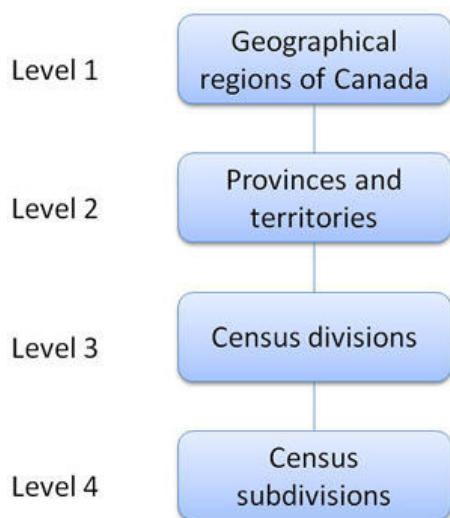 Level 1
Geographical
regions of Canada
Level 2
Provinces and
territories
Level 3
Census divisions
Level 4
Census
subdivisions